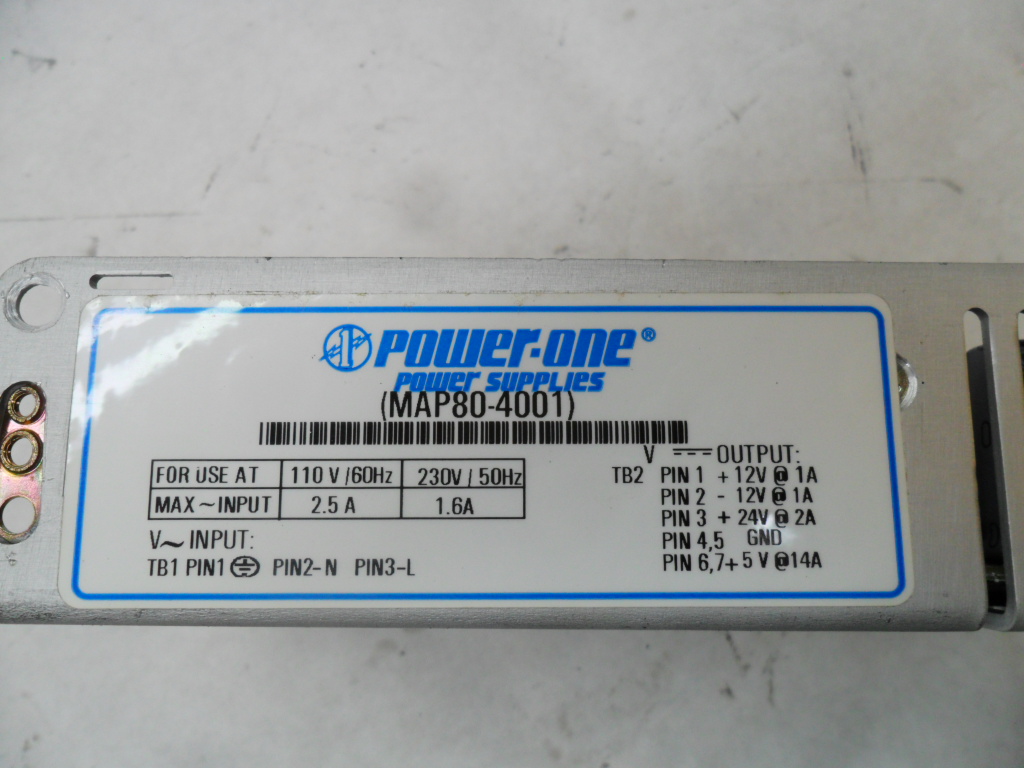 POWER-ONE®
POWER SUPPLIES
(MAP80-4001)
FOR USE AT 110 V/60Hz 230V/50Hz
MAX ~ INPUT 2.5 A 1.6A
V~ INPUT:
TB1 PIN1 PIN2-N PIN3-L
V ⎓ OUTPUT:
TB2 PIN 1 +12V @ 1A
PIN 2 - 12V @ 1A
PIN 3 + 24V @ 2A
PIN 4,5 GND
PIN 6,7+ 5 V @14A